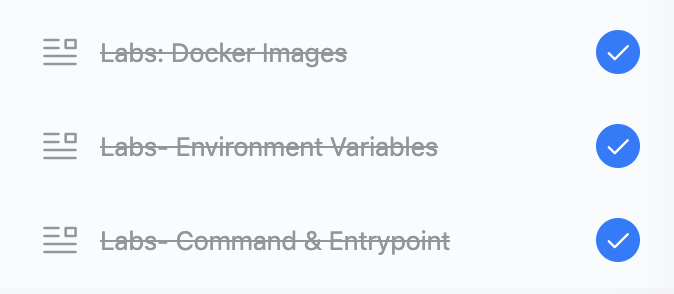 Labs: Docker Images
Labs- Environment Variables
Labs- Command & Entrypoint